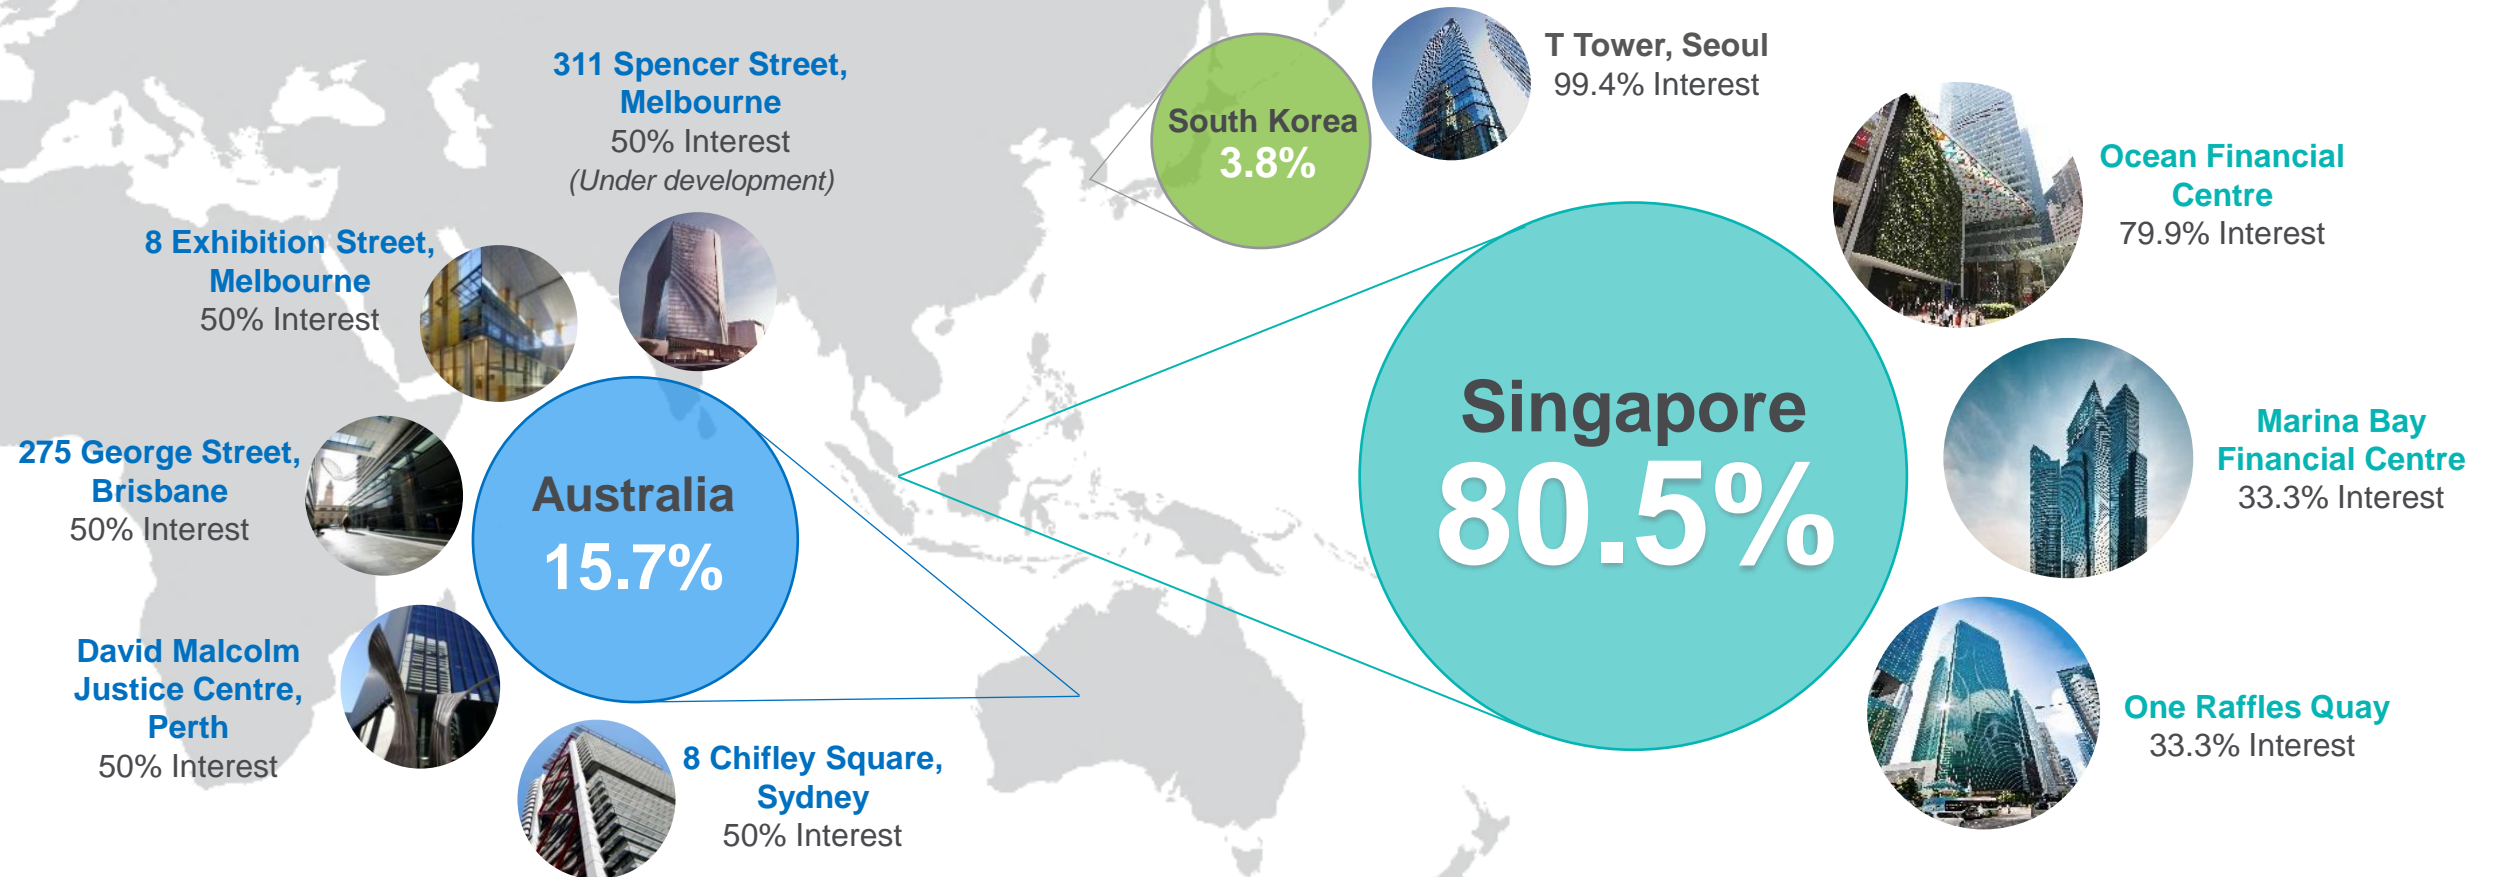 311 Spencer Street,
Melbourne
50% Interest
(Under development)
8 Exhibition Street,
Melbourne
50% Interest
275 George Street,
Brisbane
50% Interest
David Malcolm
Justice Centre,
Perth
50% Interest
8 Chifley Square,
Sydney
50% Interest
Australia
15.7%
South Korea
3.8%
T Tower, Seoul
99.4% Interest
Singapore
80.5%
Ocean Financial
Centre
79.9% Interest
Marina Bay
Financial Centre
33.3% Interest
One Raffles Quay
33.3% Interest